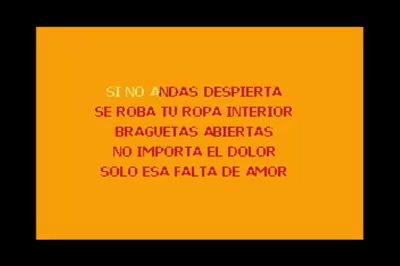 SI NO ANDAS DESPIERTA
SE ROBA TU ROPA INTERIOR
BRAGUETAS ABIERTAS
NO IMPORTA EL DOLOR
SOLO ESA FALTA DE AMOR